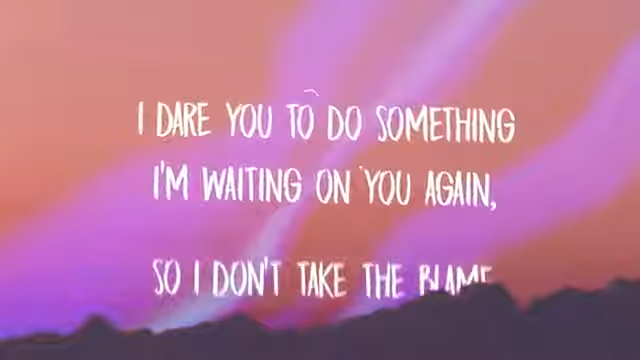 I DARE YOU TO DO SOMETHING
I'M WAITING ON YOU AGAIN,
SO I DON'T TAKE THE BLAME